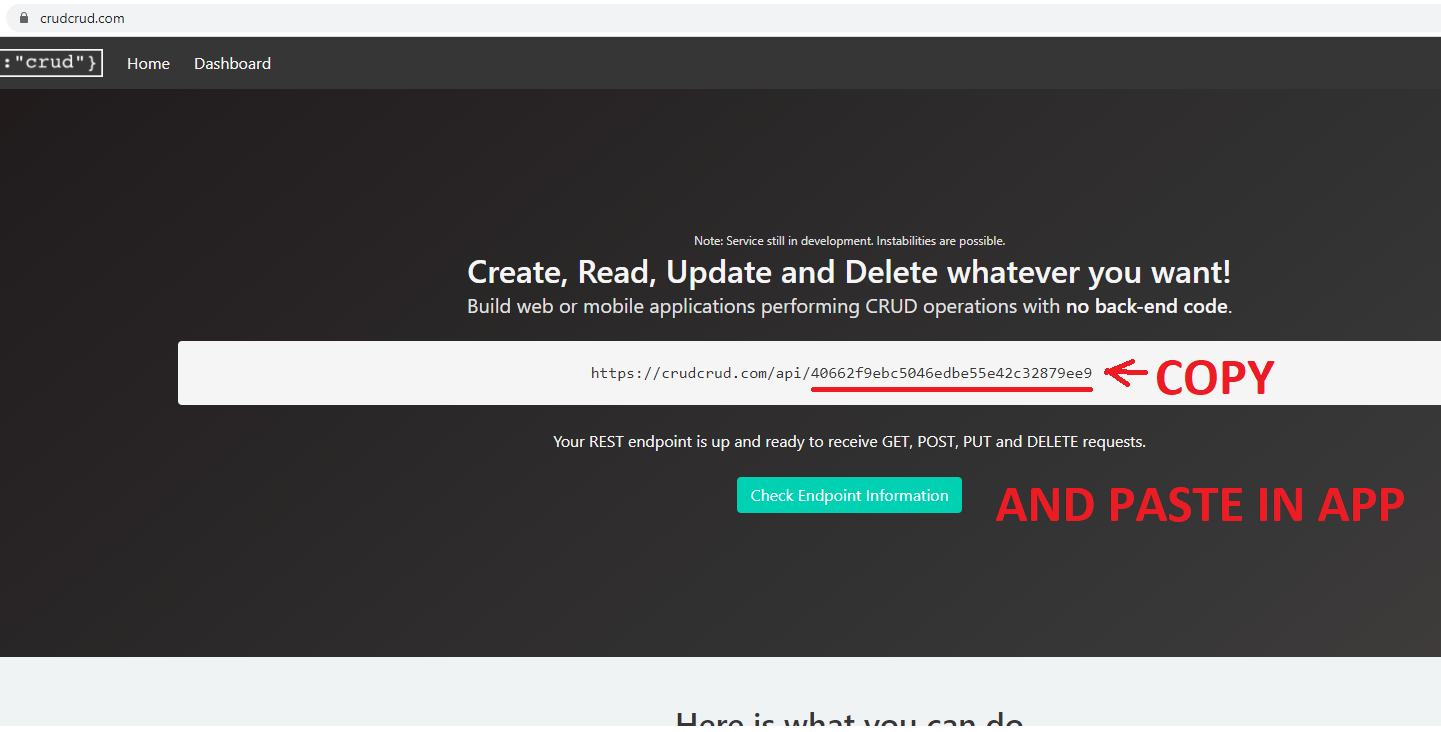 crudcrud.com
:"crud"}
Home
Dashboard
Note: Service still in development. Instabilities are possible.
Create, Read, Update and Delete whatever you want!
Build web or mobile applications performing CRUD operations with no back-end code.
https://crudcrud.com/api/40662f9ebc5046edbe55e42c32879ee9
COPY
Your REST endpoint is up and ready to receive GET, POST, PUT and DELETE requests.
Check Endpoint Information
AND PASTE IN APP
Here is what you can do